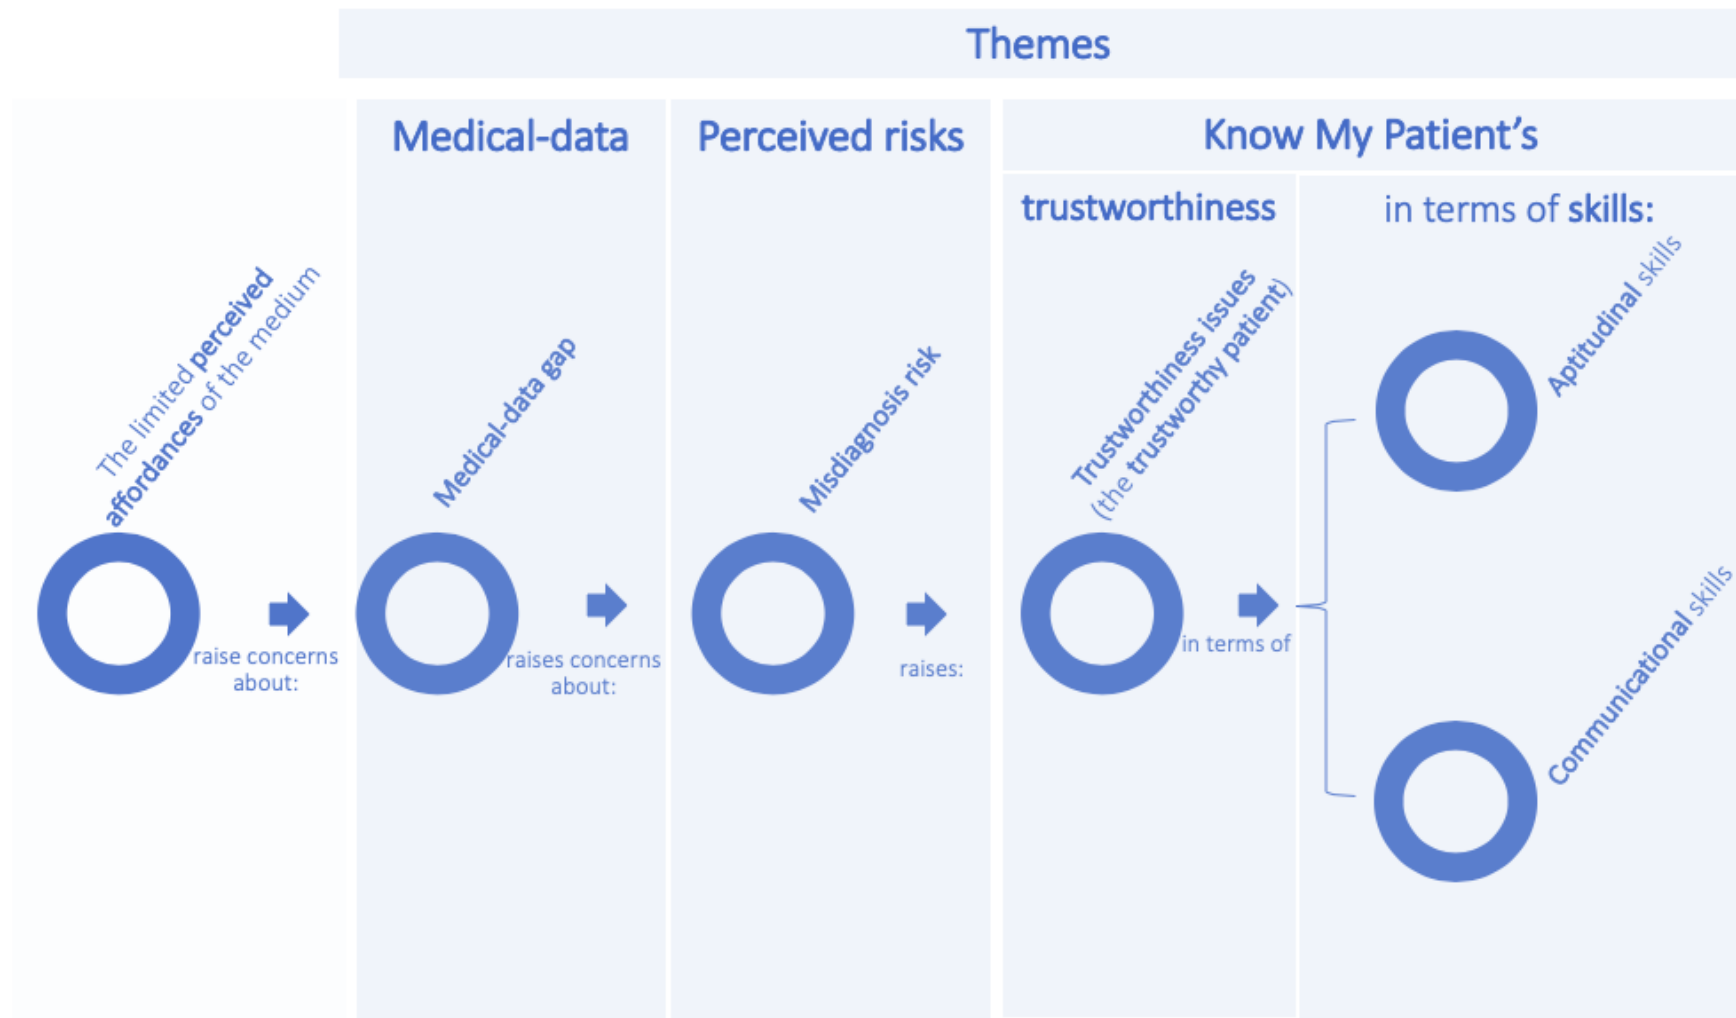 Themes
Medical-data
Perceived risks
Know My Patient’s
trustworthiness
in terms of skills:
The limited perceived
affordances of the medium
raise concerns
about:
Medical-data gap
raises concerns
about:
Misdiagnosis risk
raises:
Trustworthiness issues
(the trustworthy patient)
in terms of
Aptitudinal skills
Communicational skills